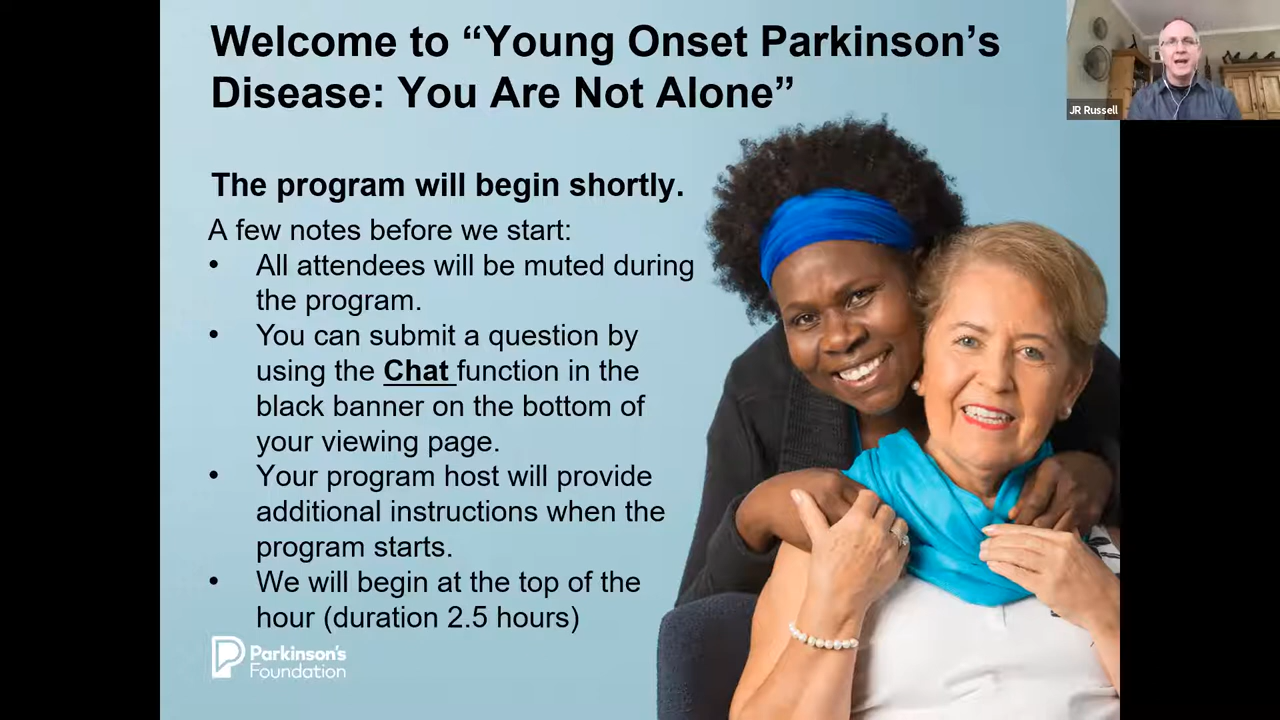 Welcome to “Young Onset Parkinson’s
Disease: You Are Not Alone”
JR Russell
The program will begin shortly.
A few notes before we start:
• All attendees will be muted during
the program.
• You can submit a question by
using the Chat function in the
black banner on the bottom of
your viewing page.
• Your program host will provide
additional instructions when the
program starts.
• We will begin at the top of the
hour (duration 2.5 hours)
Parkinson's
Foundation